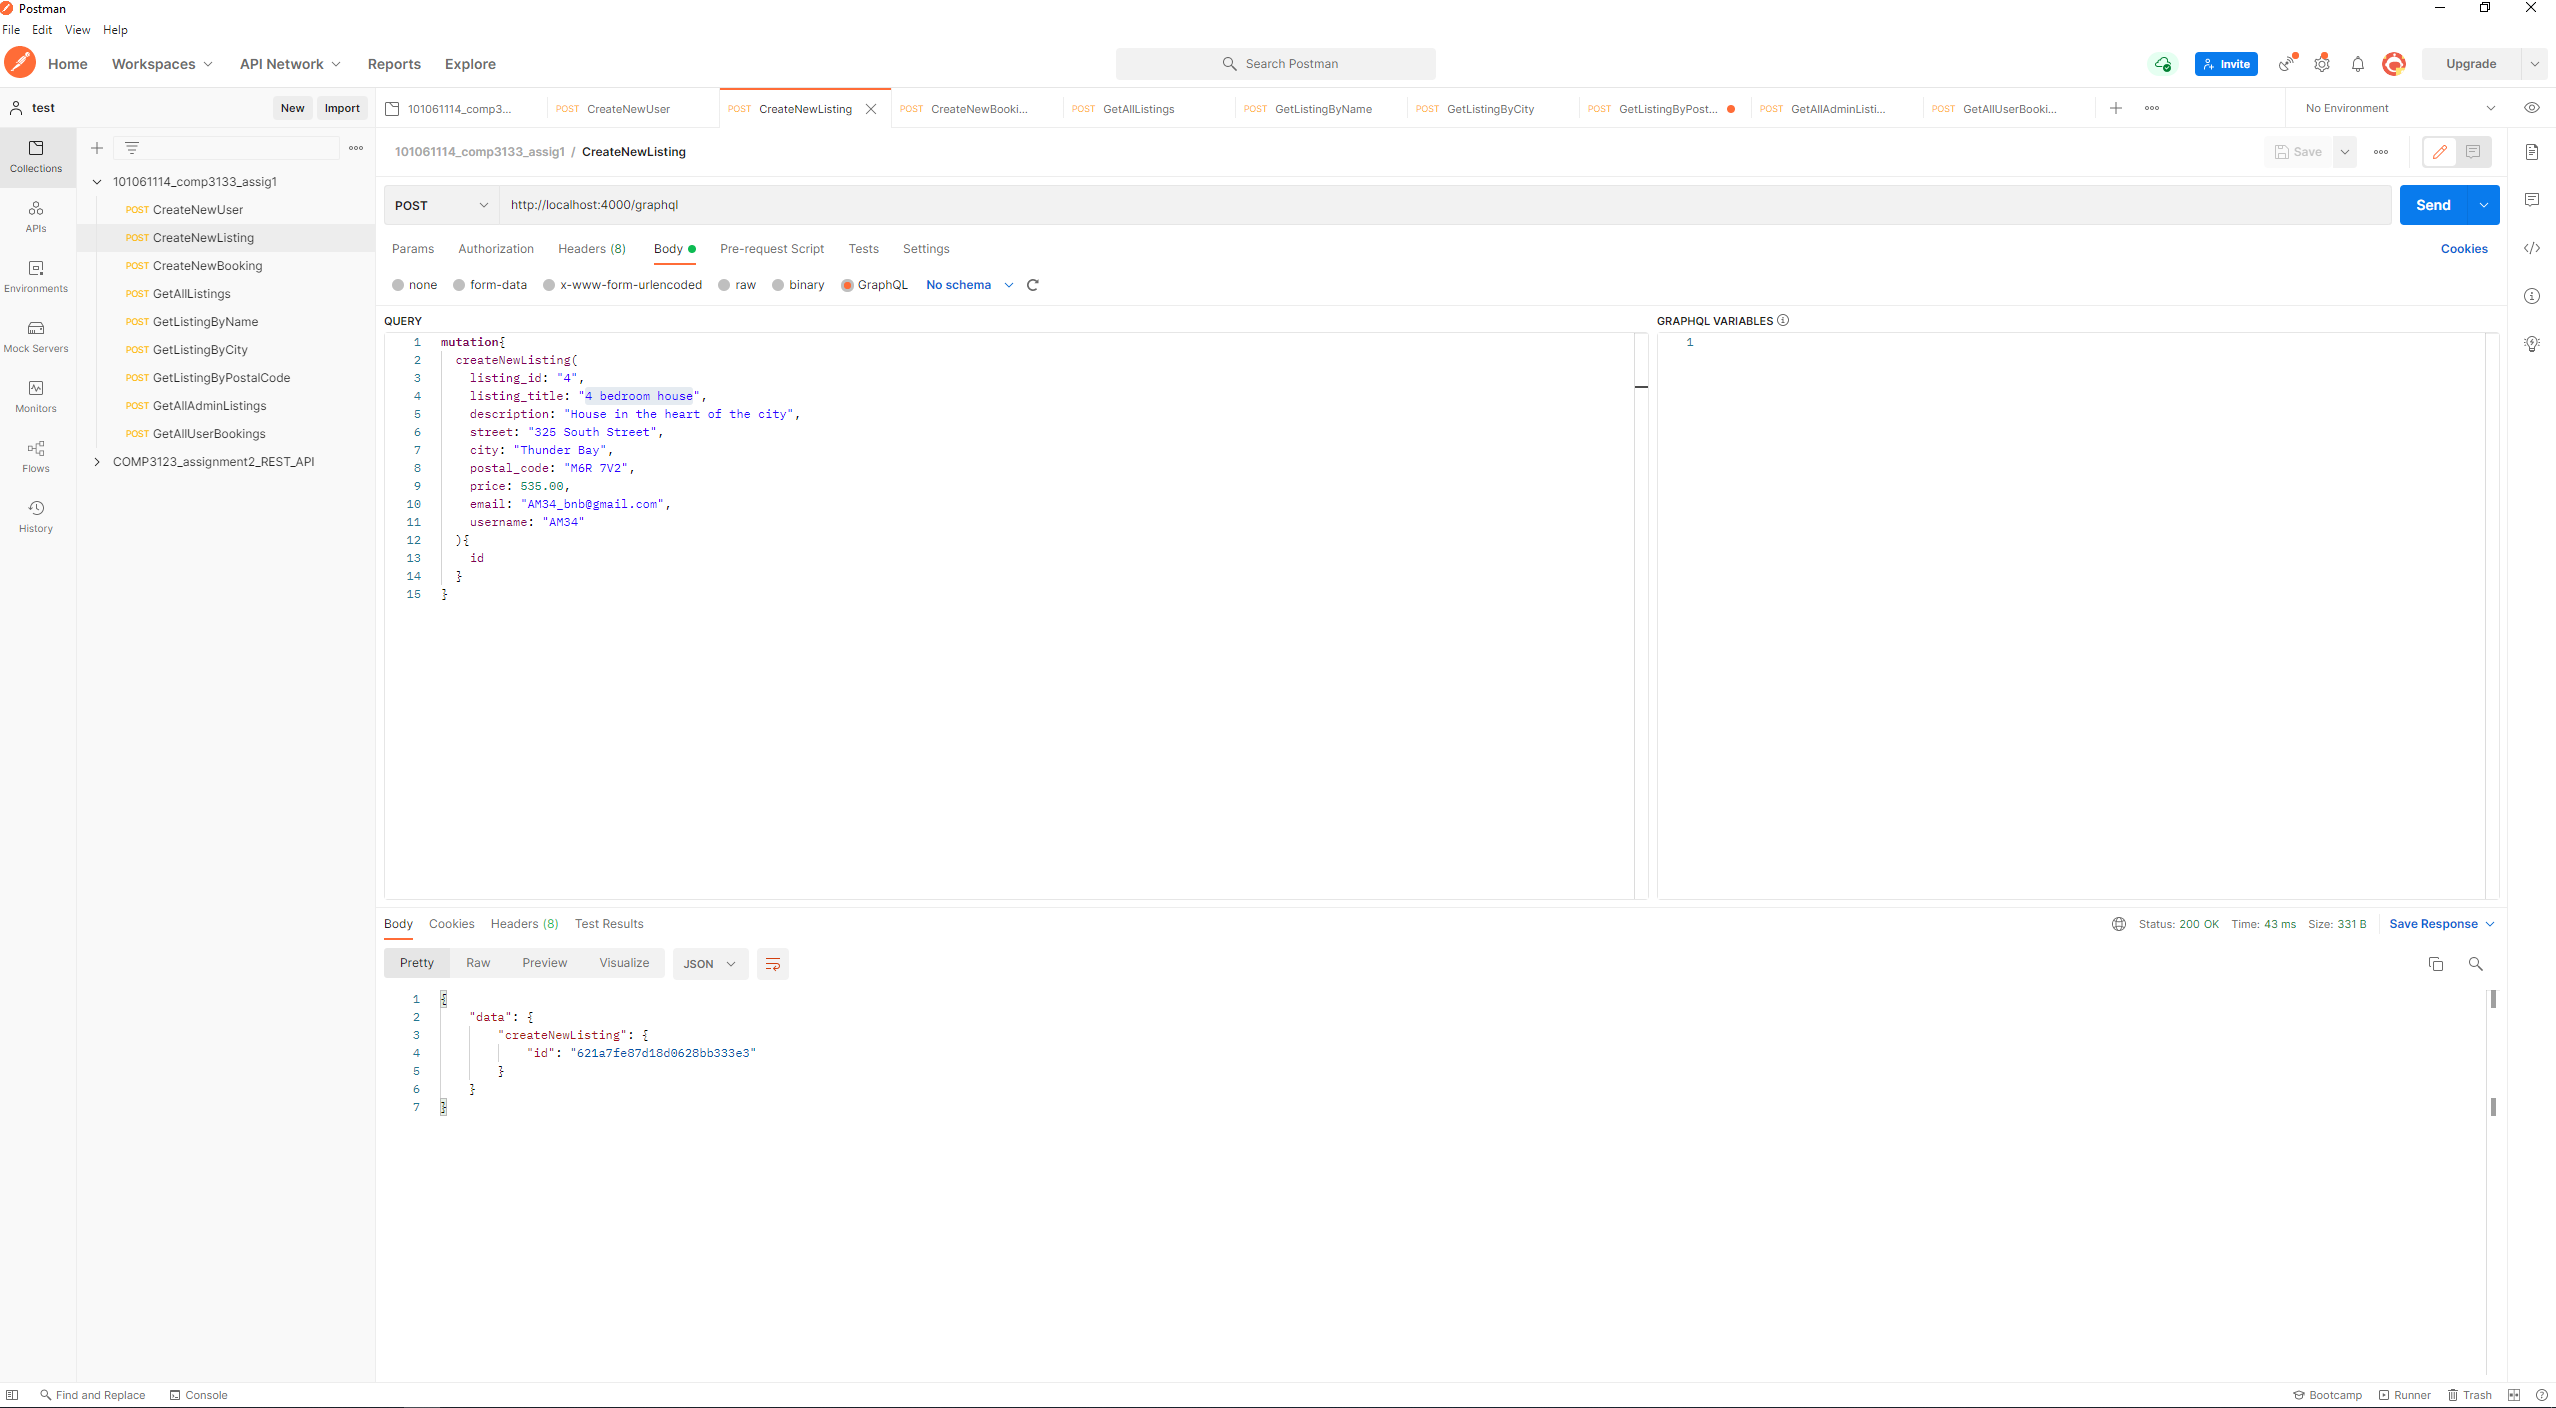 Postman
File Edit View Help
Home Workspaces API Network Reports Explore Search Postman Invite Upgrade
test New Import 101061114_comp3... POST CreateNewUser POST CreateNewListing POST CreateNewBooki... POST GetAllListings POST GetListingByName POST GetListingByCity POST GetListingByPost... POST GetAllAdminListi... POST GetAllUserBooki... No Environment
Collections
APIs
Environments
Mock Servers
Monitors
Flows
History
101061114_comp3133_assig1
POST CreateNewUser
POST CreateNewListing
POST CreateNewBooking
POST GetAllListings
POST GetListingByName
POST GetListingByCity
POST GetListingByPostalCode
POST GetAllAdminListings
POST GetAllUserBookings
COMP3123_assignment2_REST_API
101061114_comp3133_assig1 / CreateNewListing Save
POST http://localhost:4000/graphql Send
Params Authorization Headers (8) Body Pre-request Script Tests Settings Cookies
none form-data x-www-form-urlencoded raw binary GraphQL No schema
QUERY
1 mutation{
2 createNewListing(
3 listing_id: "4",
4 listing_title: "4 bedroom house",
5 description: "House in the heart of the city",
6 street: "325 South Street",
7 city: "Thunder Bay",
8 postal_code: "M6R 7V2",
9 price: 535.00,
10 email: "AM34_bnb@gmail.com",
11 username: "AM34"
12 ){
13 id
14 }
15 }
GRAPHQL VARIABLES
1
Body Cookies Headers (8) Test Results Status: 200 OK Time: 43 ms Size: 331 B Save Response
Pretty Raw Preview Visualize JSON
1 {
2 "data": {
3 "createNewListing": {
4 "id": "621a7fe87d18d0628bb333e3"
5 }
6 }
7 }
Find and Replace Console Bootcamp Runner Trash